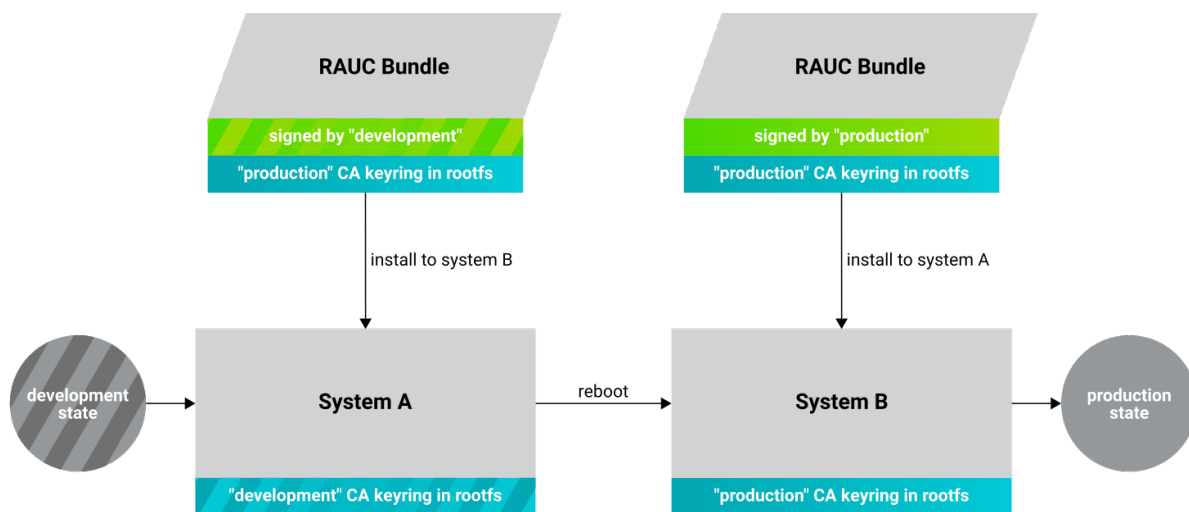 RAUC Bundle
signed by "development"
"production" CA keyring in rootfs
RAUC Bundle
signed by "production"
"production" CA keyring in rootfs
install to system B
install to system A
development
state
System A
"development" CA keyring in rootfs
reboot
System B
"production" CA keyring in rootfs
production
state